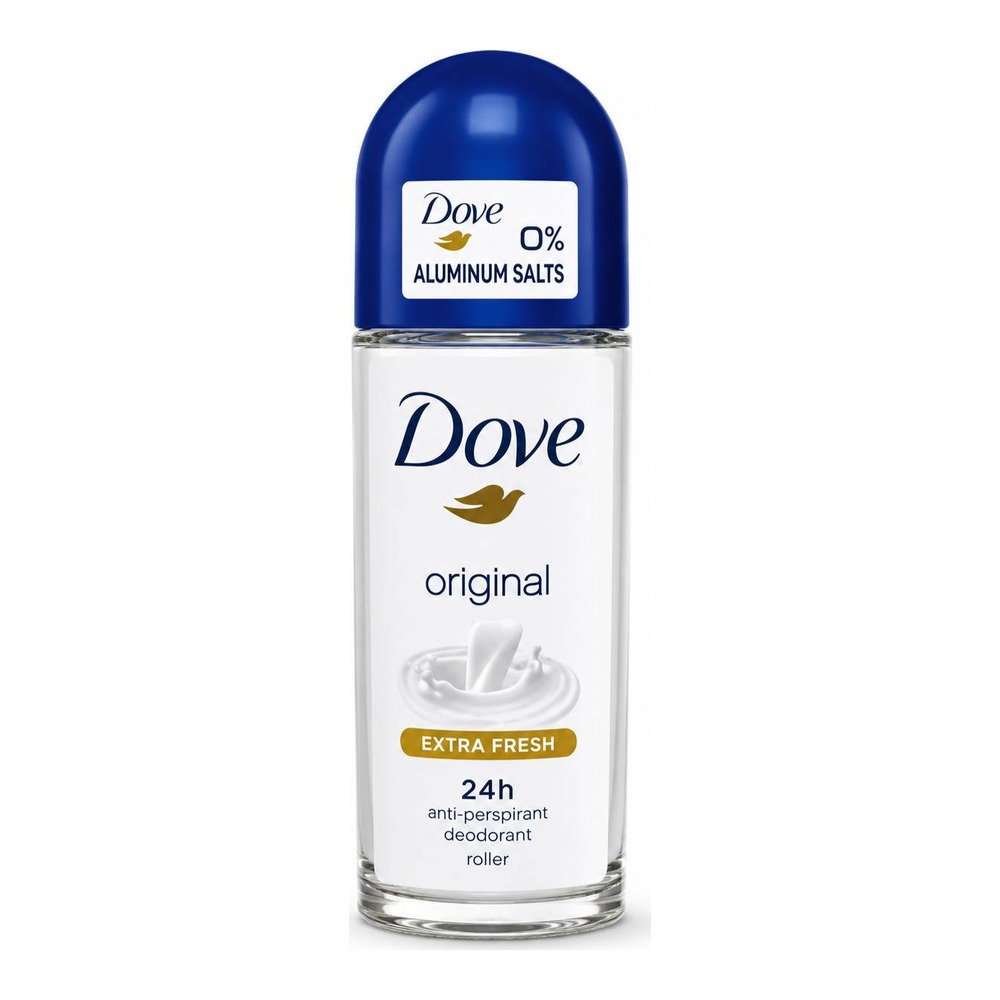 Dove
0%
ALUMINUM SALTS
Dove
original
EXTRA FRESH
24h
anti-perspirant
deodorant
roller